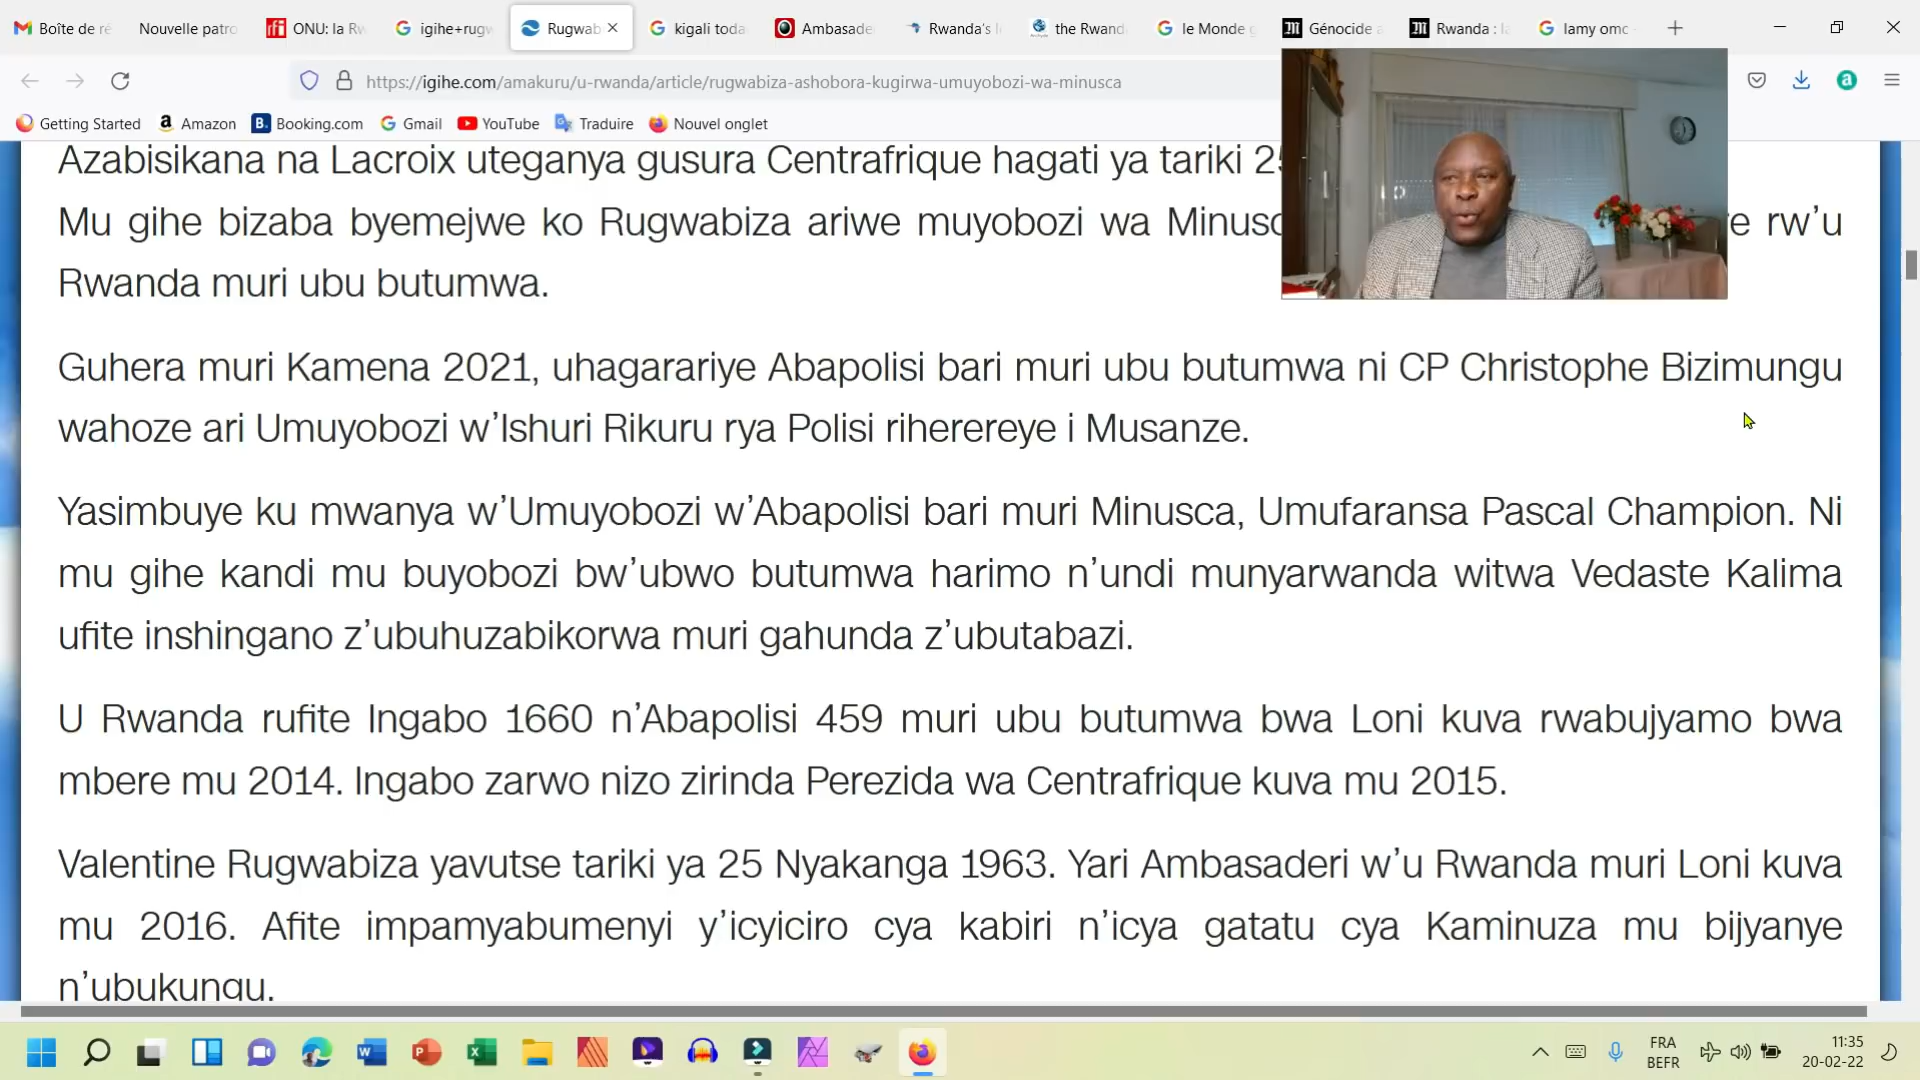 Boîte de ré
Nouvelle patro
ONU: la Rw
igihe+rugw
Rugwab
kigali toda
Ambasade
Rwanda's l
the Rwand
le Monde g
Génocide a
Rwanda : la
lamy omc -
https://igihe.com/amakuru/u-rwanda/article/rugwabiza-ashobora-kugirwa-umuyobozi-wa-minusca
Getting Started
Amazon
Booking.com
Gmail
YouTube
Traduire
Nouvel onglet
Azabisikana na Lacroix uteganya gusura Centrafrique hagati ya tariki 25
Mu gihe bizaba byemejwe ko Rugwabiza ariwe muyobozi wa Minusc e rw’u
Rwanda muri ubu butumwa.
Guhera muri Kamena 2021, uhagarariye Abapolisi bari muri ubu butumwa ni CP Christophe Bizimungu
wahoze ari Umuyobozi w’Ishuri Rikuru rya Polisi riherereye i Musanze.
Yasimbuye ku mwanya w’Umuyobozi w’Abapolisi bari muri Minusca, Umufaransa Pascal Champion. Ni
mu gihe kandi mu buyobozi bw’ubwo butumwa harimo n’undi munyarwanda witwa Vedaste Kalima
ufite inshingano z’ubuhuzabikorwa muri gahunda z’ubutabazi.
U Rwanda rufite Ingabo 1660 n’Abapolisi 459 muri ubu butumwa bwa Loni kuva rwabujyamo bwa
mbere mu 2014. Ingabo zarwo nizo zirinda Perezida wa Centrafrique kuva mu 2015.
Valentine Rugwabiza yavutse tariki ya 25 Nyakanga 1963. Yari Ambasaderi w’u Rwanda muri Loni kuva
mu 2016. Afite impamyabumenyi y’icyiciro cya kabiri n’icya gatatu cya Kaminuza mu bijyanye
n’ubukungu.
FRA
BEFR
11:35
20-02-22